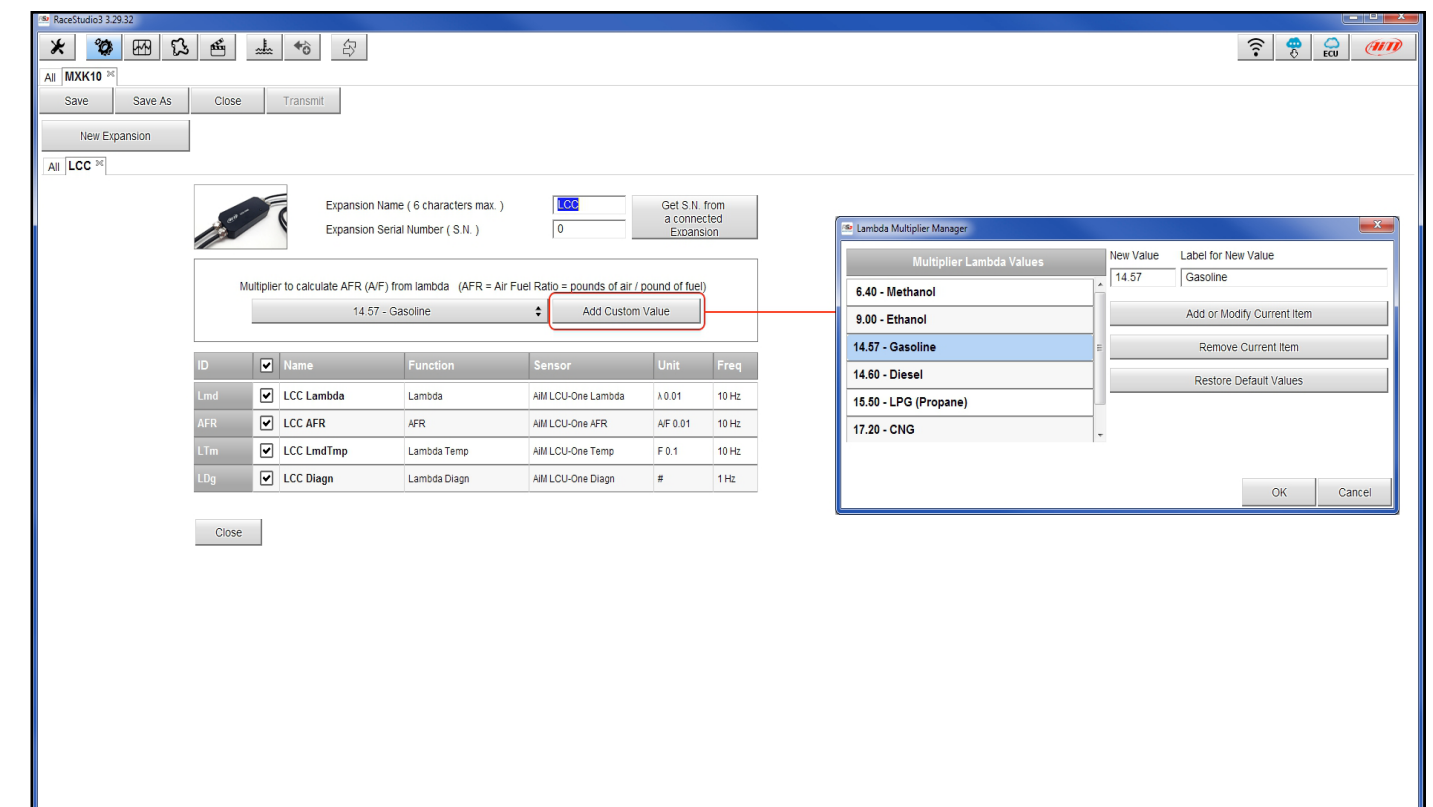 RaceStudio3 3.29.32
ECU
AiM
All MXK10
Save Save As Close Transmit
New Expansion
All LCC
Expansion Name ( 6 characters max. ) LCC
Expansion Serial Number ( S.N. ) 0
Get S.N. from
a connected
Expansion
Multiplier to calculate AFR (A/F) from lambda (AFR = Air Fuel Ratio = pounds of air / pound of fuel)
14.57 - Gasoline Add Custom Value
ID Name Function Sensor Unit Freq
Lmd LCC Lambda Lambda AiM LCU-One Lambda λ 0.01 10 Hz
AFR LCC AFR AFR AiM LCU-One AFR A/F 0.01 10 Hz
LTm LCC LmdTmp Lambda Temp AiM LCU-One Temp F 0.1 10 Hz
LDg LCC Diagn Lambda Diagn AiM LCU-One Diagn # 1 Hz
Close
Lambda Multiplier Manager
Multiplier Lambda Values
6.40 - Methanol
9.00 - Ethanol
14.57 - Gasoline
14.60 - Diesel
15.50 - LPG (Propane)
17.20 - CNG
New Value Label for New Value
14.57 Gasoline
Add or Modify Current Item
Remove Current Item
Restore Default Values
OK Cancel